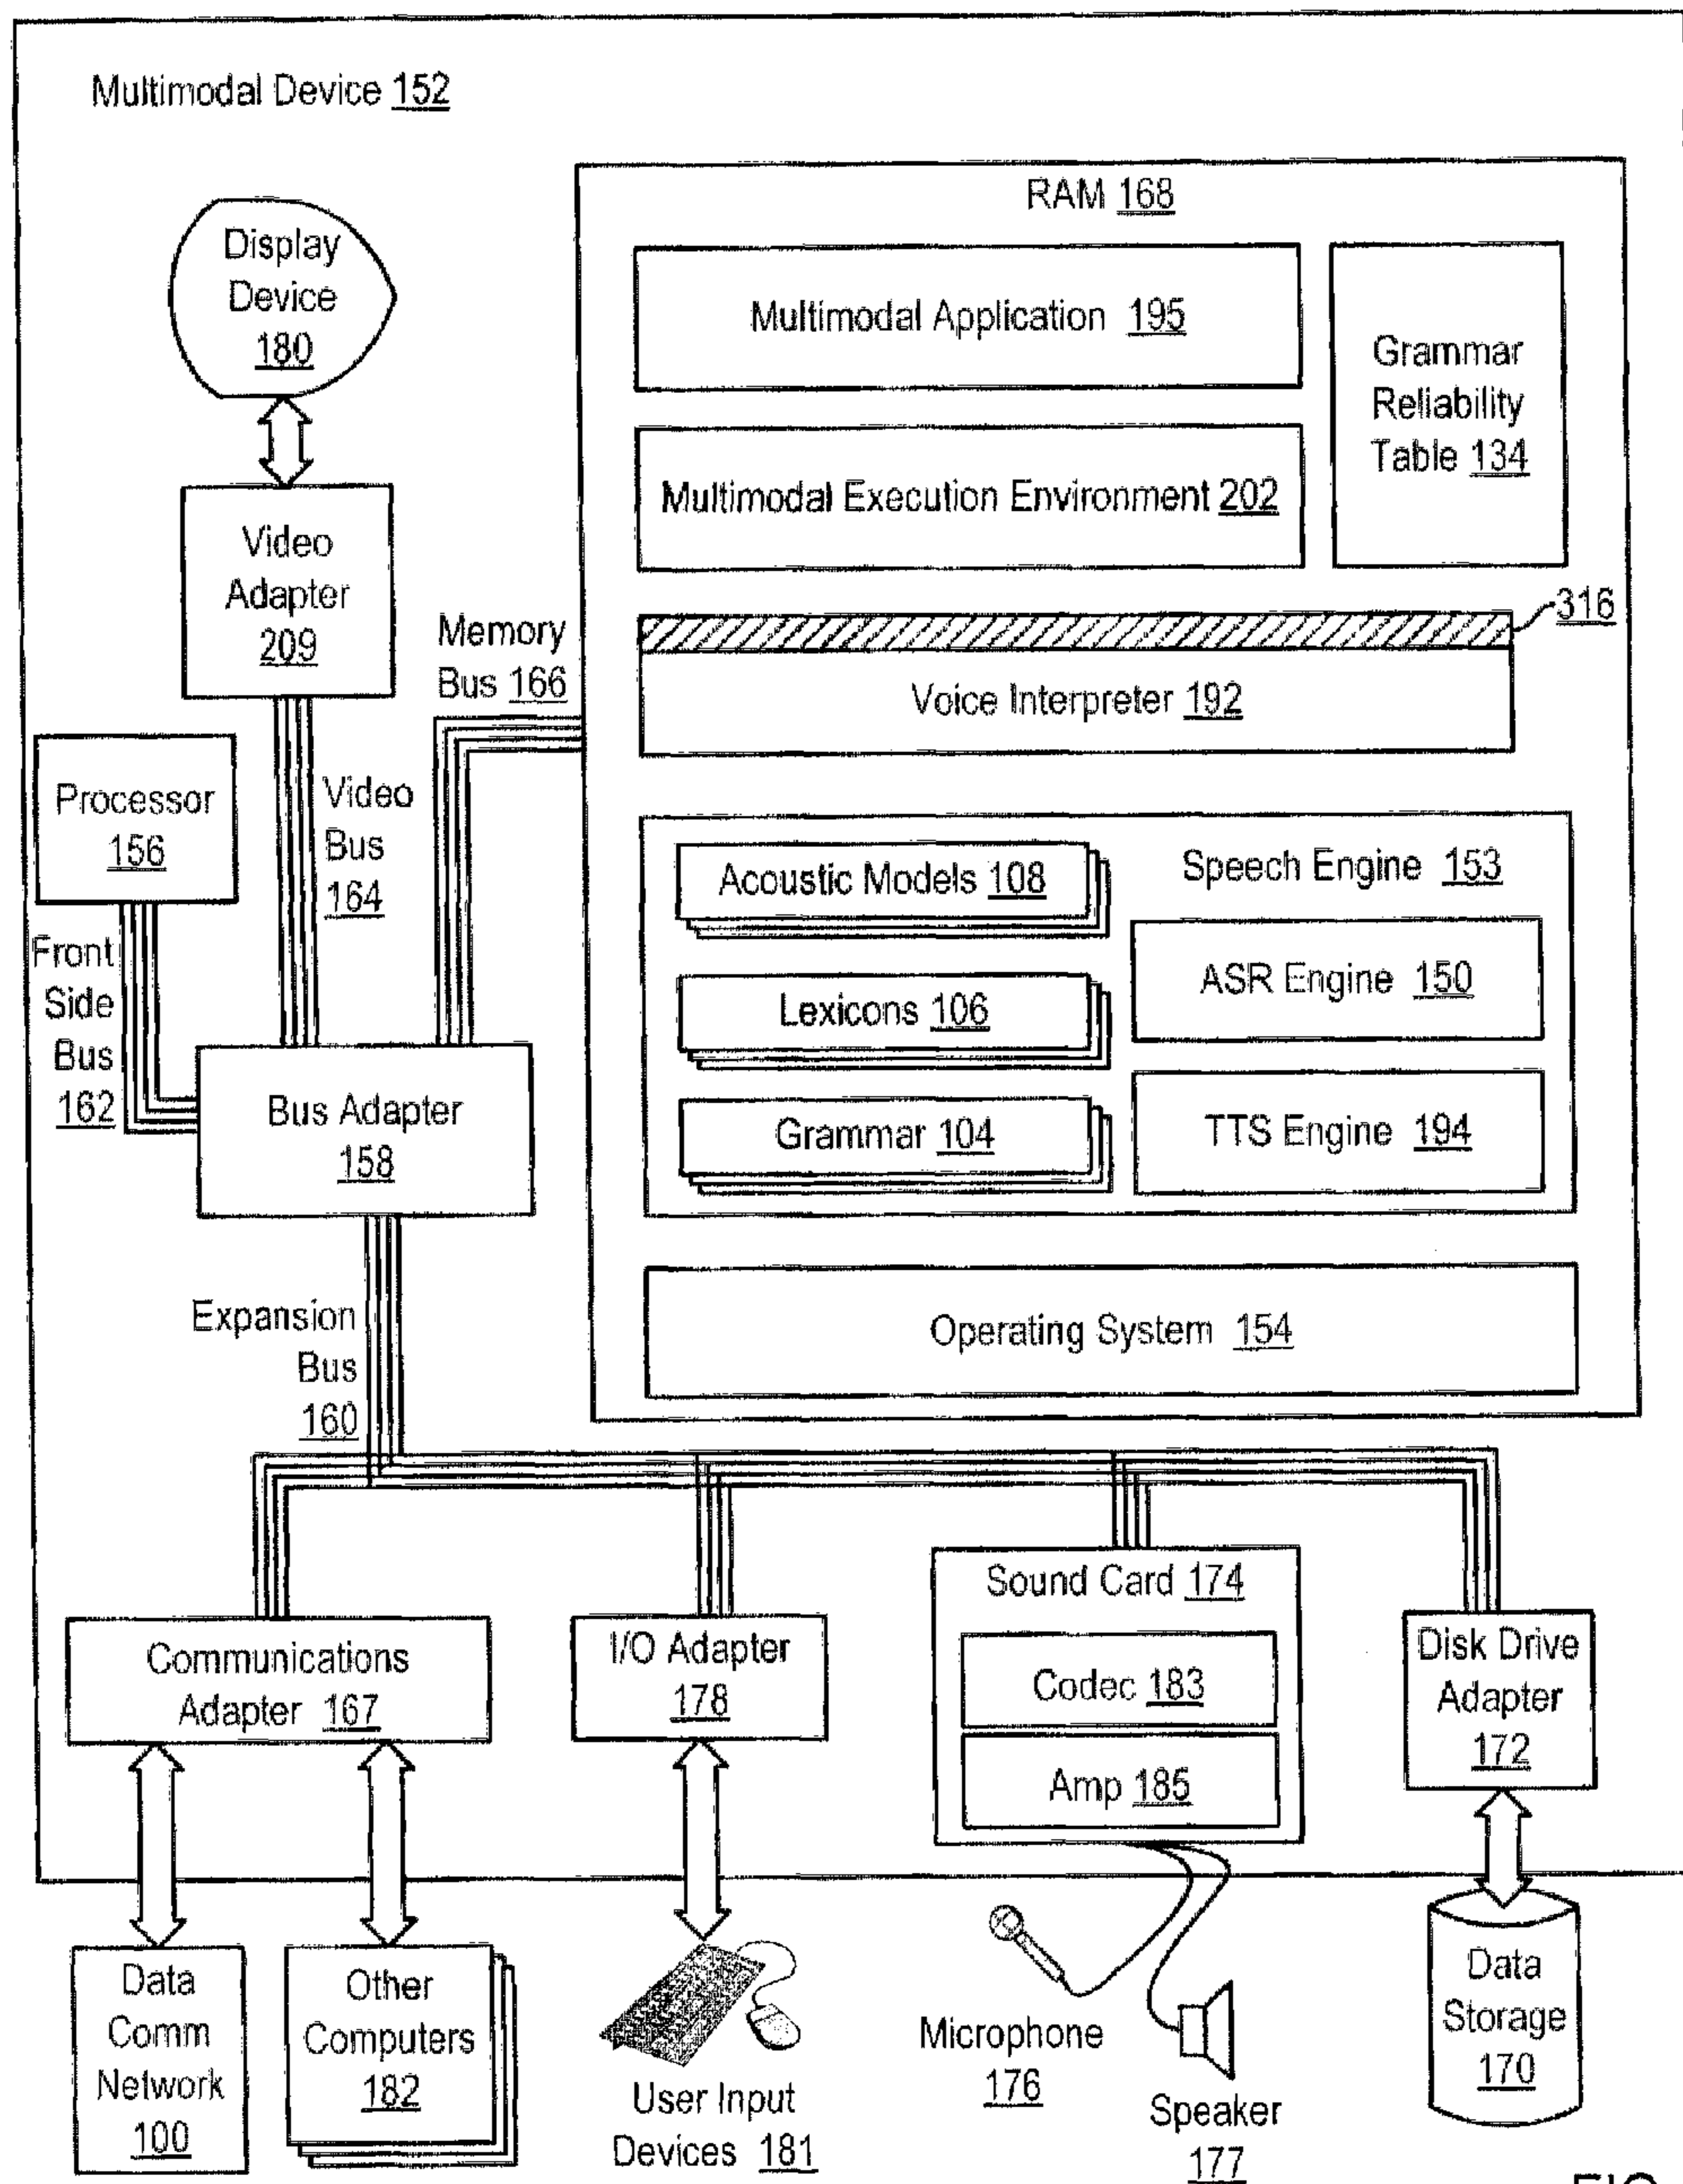 Multimodal Device 152
RAM 168
Display
Device
180
Multimodal Application 195
Grammar
Reliability
Table 134
Multimodal Execution Environment 202
Video
Adapter
209
316
Memory
Bus 166
Voice Interpreter 192
Processor
156
Video
Bus
164
Acoustic Models 108
Speech Engine 153
Front
Side
Bus
162
Lexicons 106
ASR Engine 150
Bus Adapter
158
Grammar 104
TTS Engine 194
Expansion
Bus
160
Operating System 154
Sound Card 174
Codec 183
Amp 185
Communications
Adapter 167
I/O Adapter
178
Disk Drive
Adapter
172
Data
Comm
Network
100
Other
Computers
182
User Input
Devices 181
Microphone
176
Speaker
177
Data
Storage
170